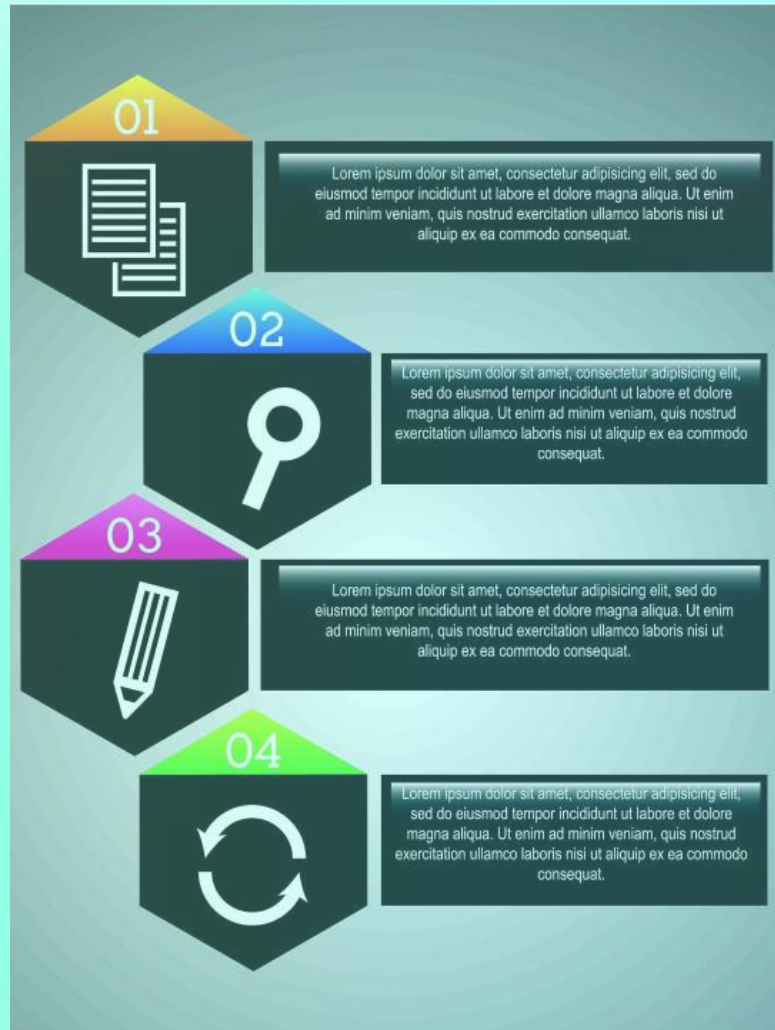 01
Lorem ipsum dolor sit amet, consectetur adipisicing elit, sed do
eiusmod tempor incididunt ut labore et dolore magna aliqua. Ut enim
ad minim veniam, quis nostrud exercitation ullamco laboris nisi ut
aliquip ex ea commodo consequat.
02
Lorem ipsum dolor sit amet, consectetur adipisicing elit,
sed do eiusmod tempor incididunt ut labore et dolore
magna aliqua. Ut enim ad minim veniam, quis nostrud
exercitation ullamco laboris nisi ut aliquip ex ea commodo
consequat.
03
Lorem ipsum dolor sit amet, consectetur adipisicing elit, sed do
eiusmod tempor incididunt ut labore et dolore magna aliqua. Ut enim
ad minim veniam, quis nostrud exercitation ullamco laboris nisi ut
aliquip ex ea commodo consequat.
04
Lorem ipsum dolor sit amet, consectetur adipisicing elit,
sed do eiusmod tempor incididunt ut labore et dolore
magna aliqua. Ut enim ad minim veniam, quis nostrud
exercitation ullamco laboris nisi ut aliquip ex ea commodo
consequat.